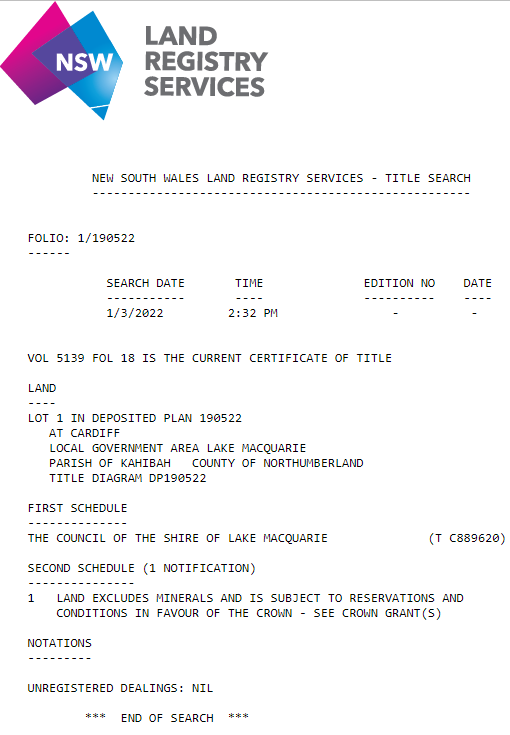 NSW
LAND
REGISTRY
SERVICES
NEW SOUTH WALES LAND REGISTRY SERVICES - TITLE SEARCH
-----------------------------------------------------
FOLIO: 1/190522
------
SEARCH DATE TIME EDITION NO DATE
----------- ---- ---------- ----
1/3/2022 2:32 PM - -
VOL 5139 FOL 18 IS THE CURRENT CERTIFICATE OF TITLE
LAND
----
LOT 1 IN DEPOSITED PLAN 190522
AT CARDIFF
LOCAL GOVERNMENT AREA LAKE MACQUARIE
PARISH OF KAHIBAH COUNTY OF NORTHUMBERLAND
TITLE DIAGRAM DP190522
FIRST SCHEDULE
--------------
THE COUNCIL OF THE SHIRE OF LAKE MACQUARIE (T C889620)
SECOND SCHEDULE (1 NOTIFICATION)
---------------
1 LAND EXCLUDES MINERALS AND IS SUBJECT TO RESERVATIONS AND
CONDITIONS IN FAVOUR OF THE CROWN - SEE CROWN GRANT(S)
NOTATIONS
---------
UNREGISTERED DEALINGS: NIL
*** END OF SEARCH ***